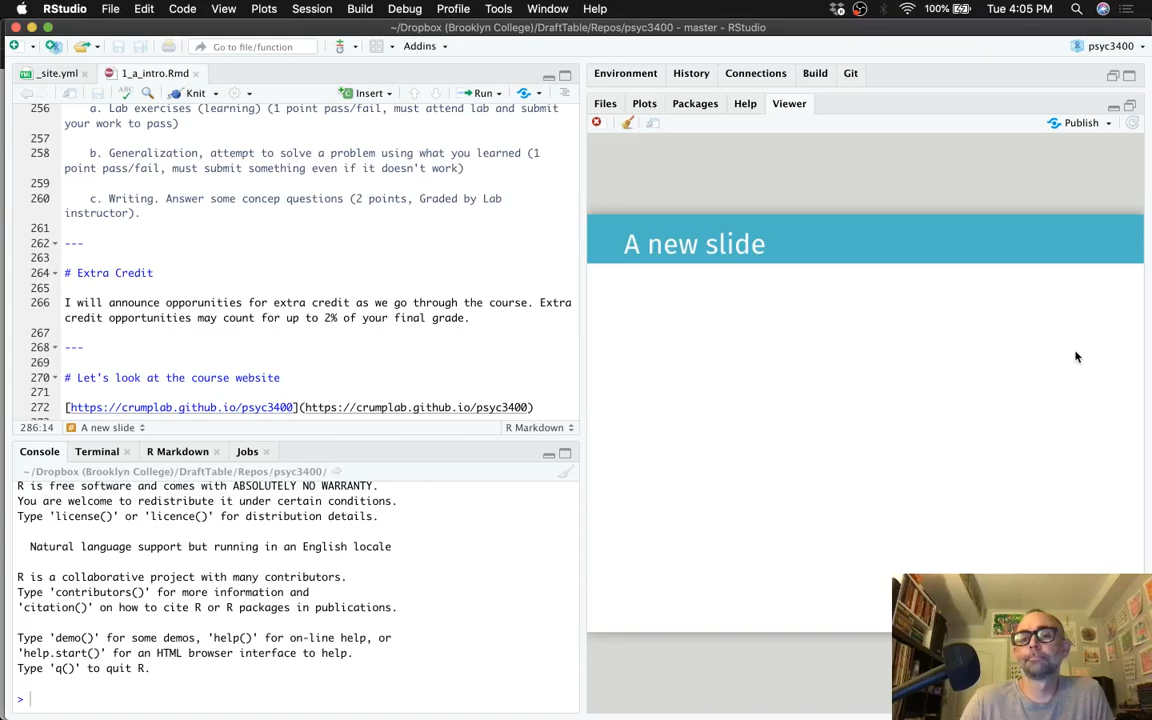 RStudio File Edit Code View Plots Session Build Debug Profile Tools Window Help 100% Tue 4:05 PM
~/Dropbox (Brooklyn College)/DraftTable/Repos/psyc3400 - master - RStudio
Go to file/function Addins psyc3400
_site.yml 1_a_intro.Rmd
Knit Insert Run
256 a. Lab exercises (learning) (1 point pass/fail, must attend lab and submit
your work to pass)
257
258 b. Generalization, attempt to solve a problem using what you learned (1
point pass/fail, must submit something even if it doesn't work)
259
260 c. Writing. Answer some concep questions (2 points, Graded by Lab
instructor).
261
262 ---
263
264 # Extra Credit
265
266 I will announce opporunities for extra credit as we go through the course. Extra
credit opportunities may count for up to 2% of your final grade.
267
268 ---
269
270 # Let's look at the course website
271
272 [https://crumplab.github.io/psyc3400](https://crumplab.github.io/psyc3400)
286:14 # A new slide R Markdown
Console Terminal R Markdown Jobs
~/Dropbox (Brooklyn College)/DraftTable/Repos/psyc3400/
R is free software and comes with ABSOLUTELY NO WARRANTY.
You are welcome to redistribute it under certain conditions.
Type 'license()' or 'licence()' for distribution details.
Natural language support but running in an English locale
R is a collaborative project with many contributors.
Type 'contributors()' for more information and
'citation()' on how to cite R or R packages in publications.
Type 'demo()' for some demos, 'help()' for on-line help, or
'help.start()' for an HTML browser interface to help.
Type 'q()' to quit R.
>
Environment History Connections Build Git
Files Plots Packages Help Viewer
Publish
A new slide